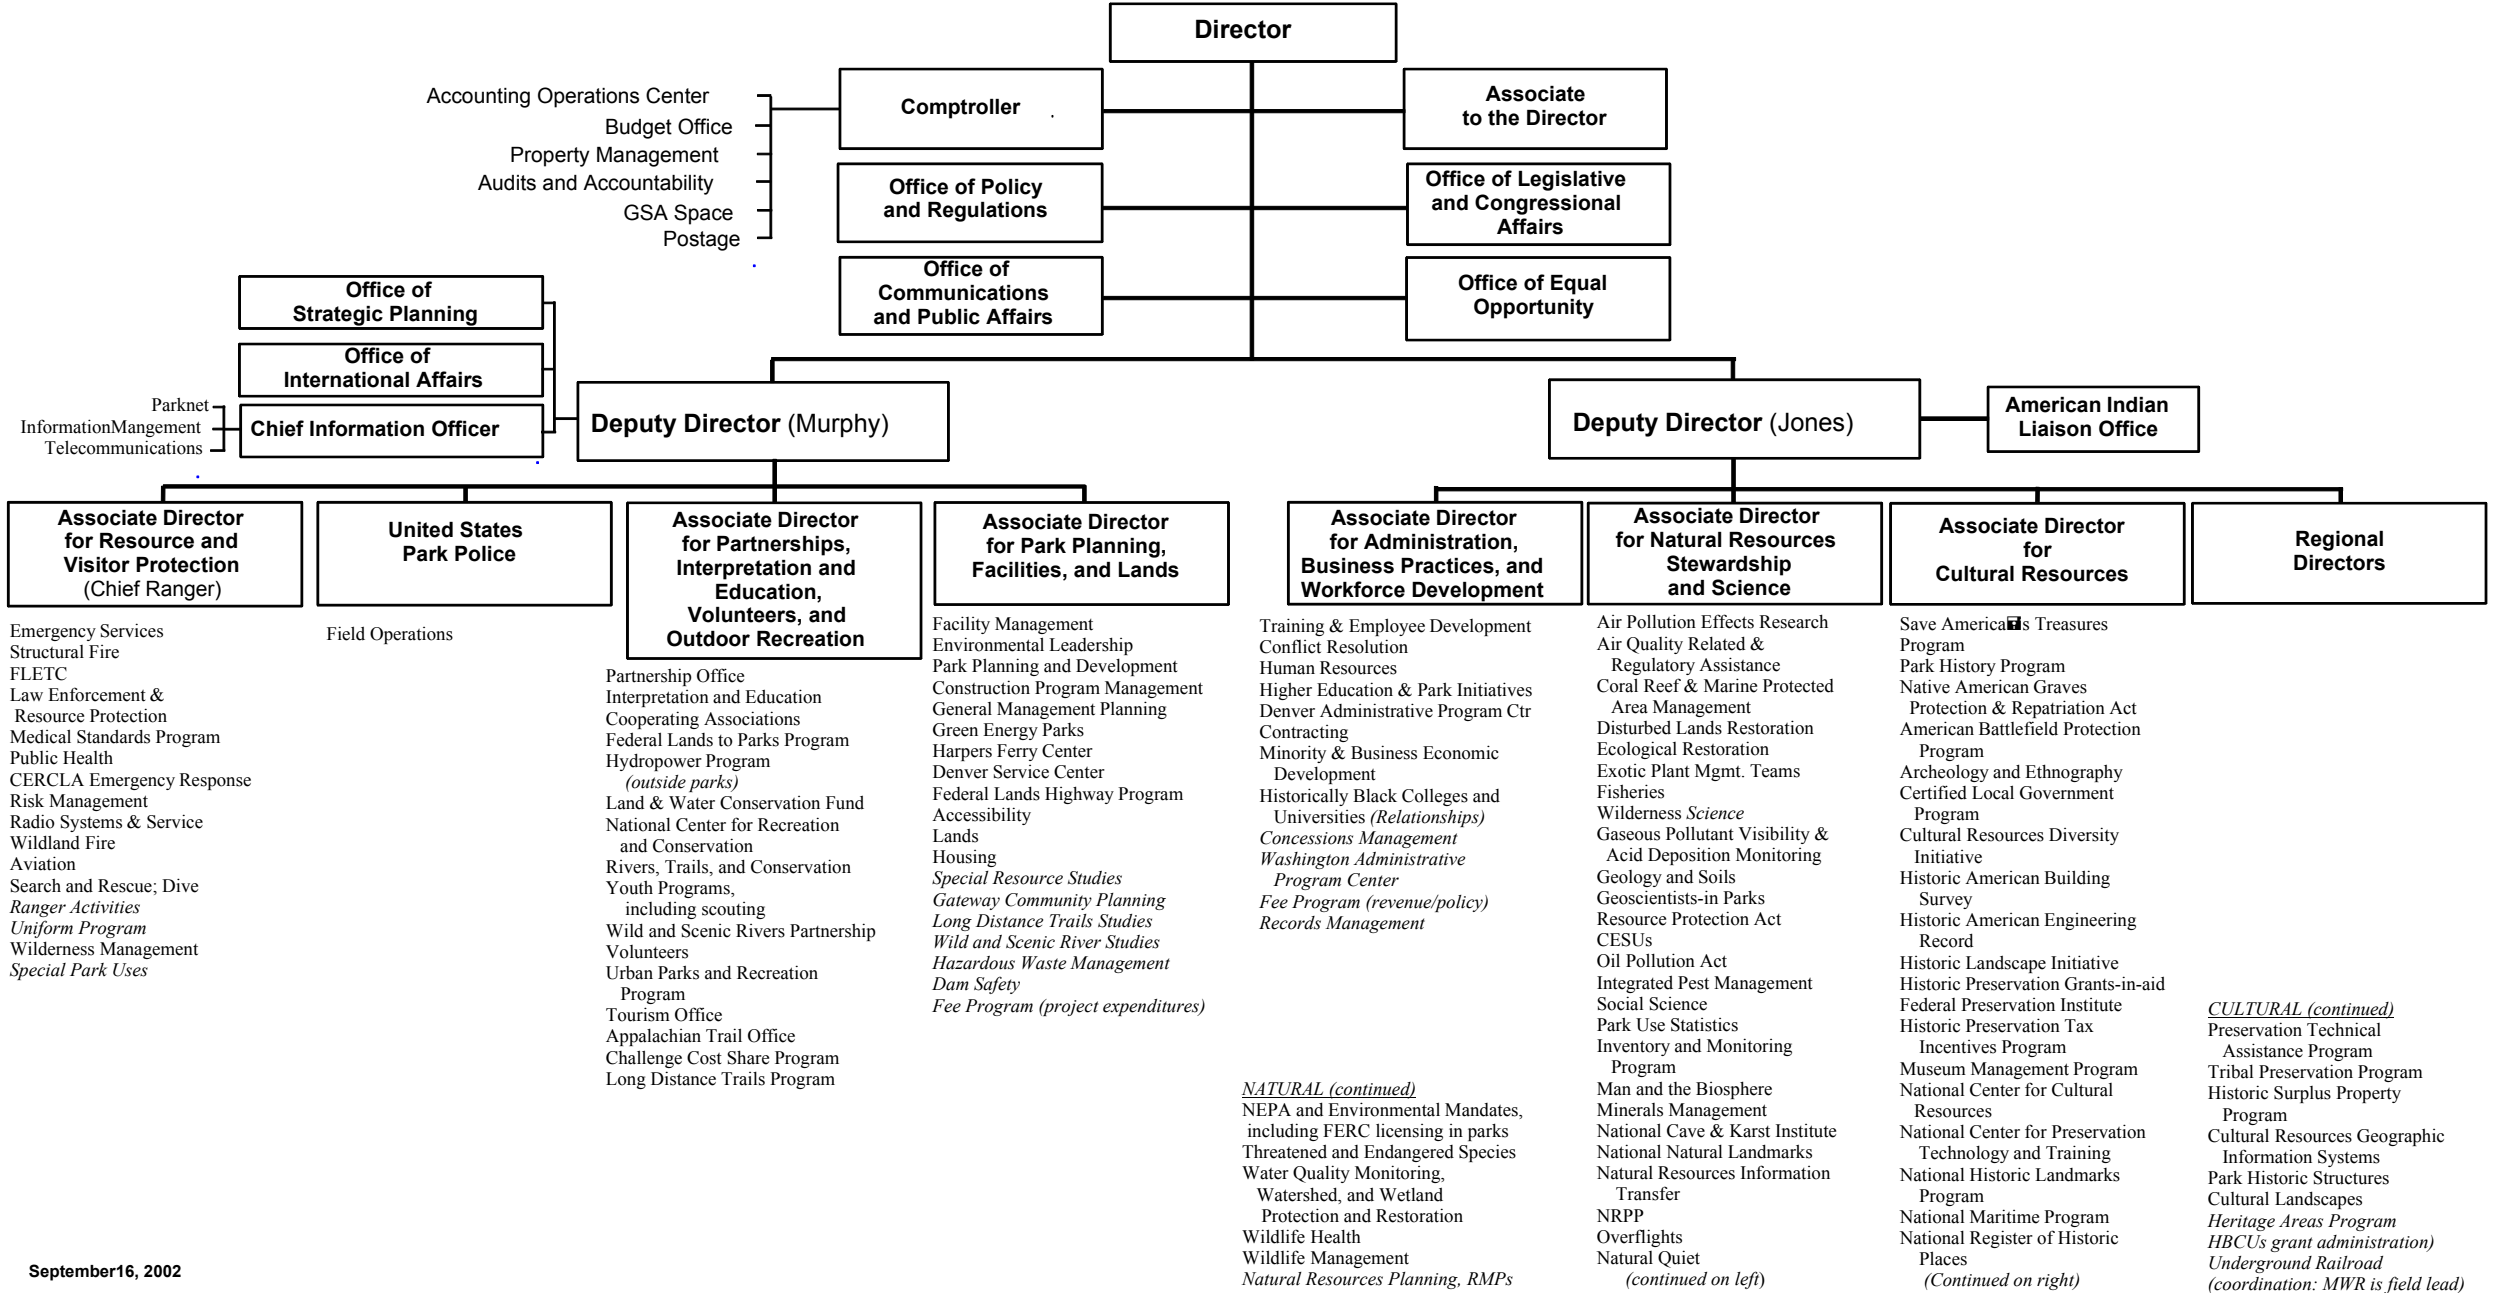 Director
Accounting Operations Center
Budget Office
Property Management
Audits and Accountability
GSA Space
Postage
Comptroller
Associate
to the Director
Office of Policy
and Regulations
Office of Legislative
and Congressional
Affairs
Office of
Communications
and Public Affairs
Office of Equal
Opportunity
Office of
Strategic Planning
Office of
International Affairs
Parknet
InformationMangement
Telecommunications
Chief Information Officer
Deputy Director (Murphy)
Deputy Director (Jones)
American Indian
Liaison Office
Associate Director
for Resource and
Visitor Protection
(Chief Ranger)
Emergency Services
Structural Fire
FLETC
Law Enforcement &
Resource Protection
Medical Standards Program
Public Health
CERCLA Emergency Response
Risk Management
Radio Systems & Service
Wildland Fire
Aviation
Search and Rescue; Dive
Ranger Activities
Uniform Program
Wilderness Management
Special Park Uses
United States
Park Police
Field Operations
Associate Director
for Partnerships,
Interpretation and
Education,
Volunteers, and
Outdoor Recreation
Partnership Office
Interpretation and Education
Cooperating Associations
Federal Lands to Parks Program
Hydropower Program
(outside parks)
Land & Water Conservation Fund
National Center for Recreation
and Conservation
Rivers, Trails, and Conservation
Youth Programs,
including scouting
Wild and Scenic Rivers Partnership
Volunteers
Urban Parks and Recreation
Program
Tourism Office
Appalachian Trail Office
Challenge Cost Share Program
Long Distance Trails Program
Associate Director
for Park Planning,
Facilities, and Lands
Facility Management
Environmental Leadership
Park Planning and Development
Construction Program Management
General Management Planning
Green Energy Parks
Harpers Ferry Center
Denver Service Center
Federal Lands Highway Program
Accessibility
Lands
Housing
Special Resource Studies
Gateway Community Planning
Long Distance Trails Studies
Wild and Scenic River Studies
Hazardous Waste Management
Dam Safety
Fee Program (project expenditures)
Associate Director
for Administration,
Business Practices, and
Workforce Development
Training & Employee Development
Conflict Resolution
Human Resources
Higher Education & Park Initiatives
Denver Administrative Program Ctr
Contracting
Minority & Business Economic
Development
Historically Black Colleges and
Universities (Relationships)
Concessions Management
Washington Administrative
Program Center
Fee Program (revenue/policy)
Records Management
Associate Director
for Natural Resources
Stewardship
and Science
Air Pollution Effects Research
Air Quality Related &
Regulatory Assistance
Coral Reef & Marine Protected
Area Management
Disturbed Lands Restoration
Ecological Restoration
Exotic Plant Mgmt. Teams
Fisheries
Wilderness Science
Gaseous Pollutant Visibility &
Acid Deposition Monitoring
Geology and Soils
Geoscientists-in Parks
Resource Protection Act
CESUs
Oil Pollution Act
Integrated Pest Management
Social Science
Park Use Statistics
Inventory and Monitoring
Program
Man and the Biosphere
Minerals Management
National Cave & Karst Institute
National Natural Landmarks
Natural Resources Information
Transfer
NRPP
Overflights
Natural Quiet
(continued on left)
NATURAL (continued)
NEPA and Environmental Mandates,
including FERC licensing in parks
Threatened and Endangered Species
Water Quality Monitoring,
Watershed, and Wetland
Protection and Restoration
Wildlife Health
Wildlife Management
Natural Resources Planning, RMPs
Associate Director
for
Cultural Resources
Save America🖬s Treasures
Program
Park History Program
Native American Graves
Protection & Repatriation Act
American Battlefield Protection
Program
Archeology and Ethnography
Certified Local Government
Program
Cultural Resources Diversity
Initiative
Historic American Building
Survey
Historic American Engineering
Record
Historic Landscape Initiative
Historic Preservation Grants-in-aid
Federal Preservation Institute
Historic Preservation Tax
Incentives Program
Museum Management Program
National Center for Cultural
Resources
National Center for Preservation
Technology and Training
National Historic Landmarks
Program
National Maritime Program
National Register of Historic
Places
(Continued on right)
Regional
Directors
CULTURAL (continued)
Preservation Technical
Assistance Program
Tribal Preservation Program
Historic Surplus Property
Program
Cultural Resources Geographic
Information Systems
Park Historic Structures
Cultural Landscapes
Heritage Areas Program
HBCUs grant administration)
Underground Railroad
(coordination: MWR is field lead)
September16, 2002